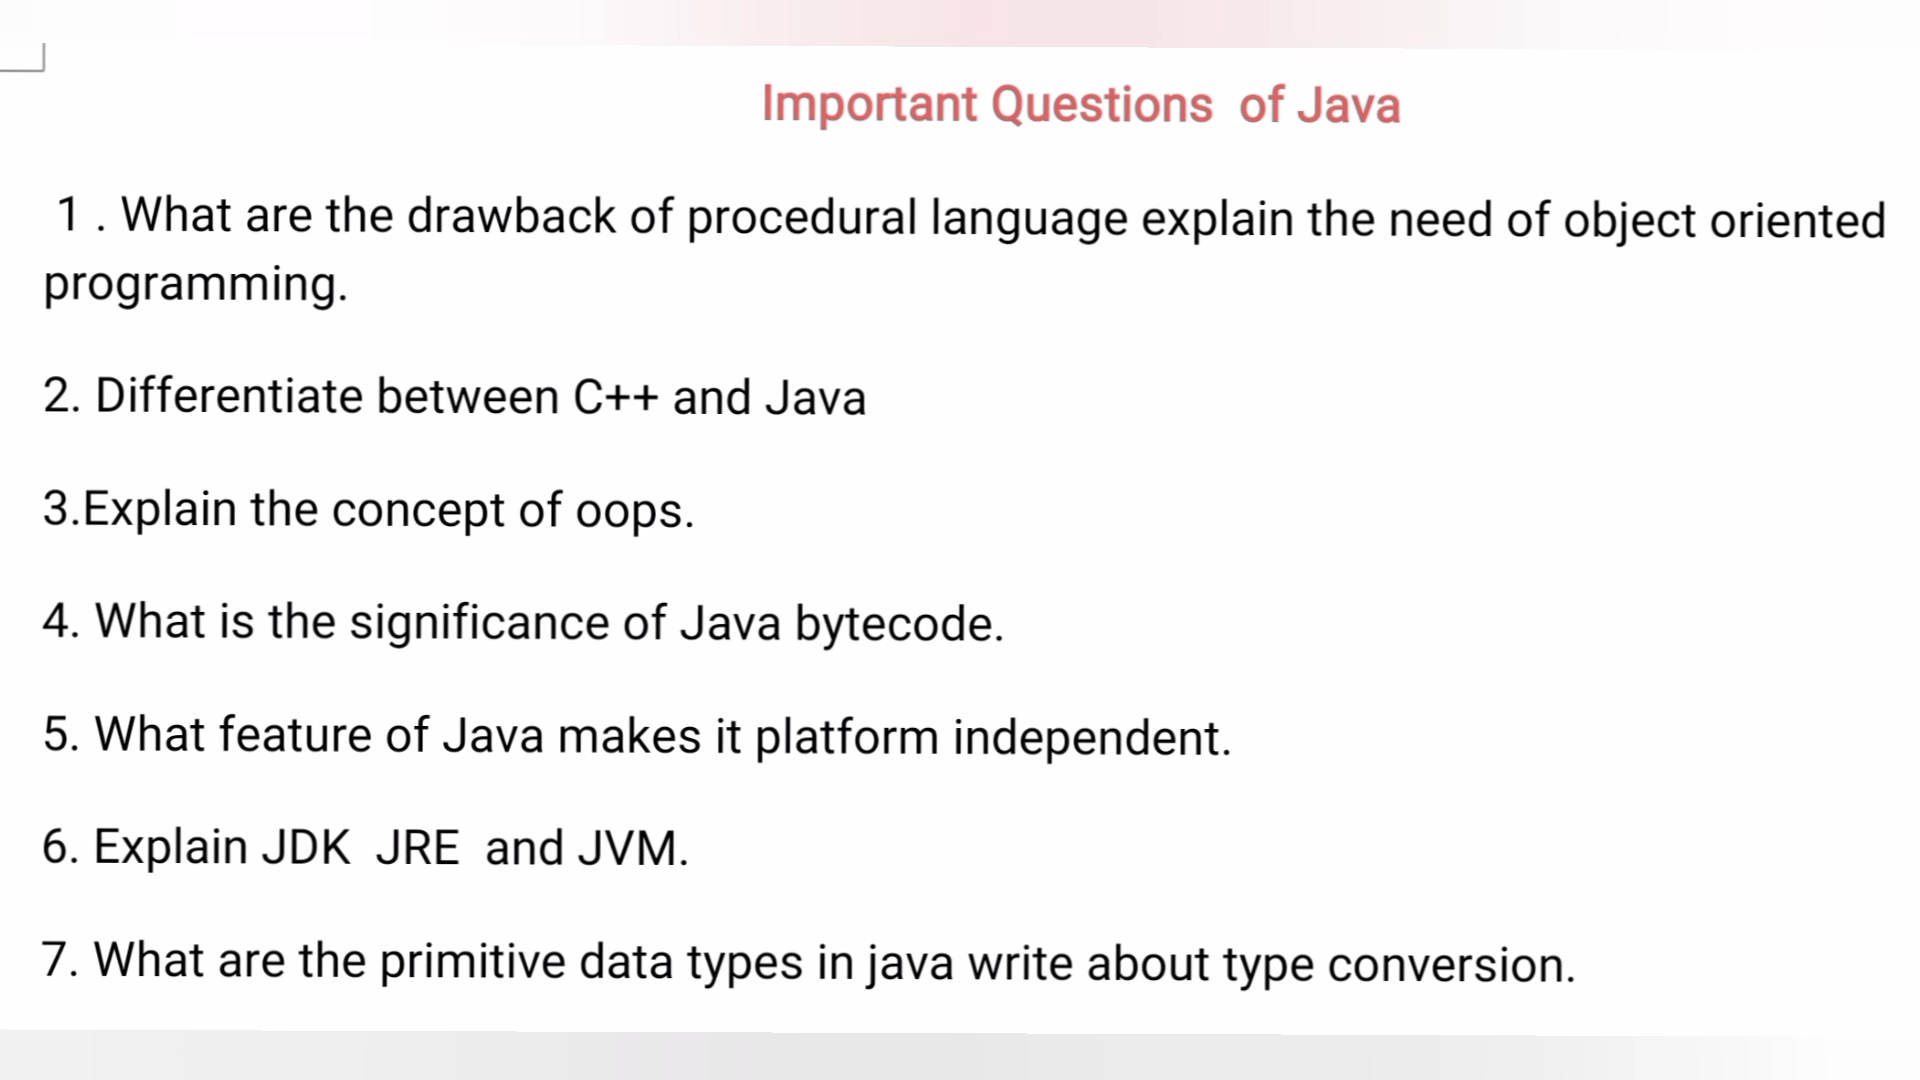 Important Questions of Java
1 . What are the drawback of procedural language explain the need of object oriented
programming.
2. Differentiate between C++ and Java
3.Explain the concept of oops.
4. What is the significance of Java bytecode.
5. What feature of Java makes it platform independent.
6. Explain JDK JRE and JVM.
7. What are the primitive data types in java write about type conversion.